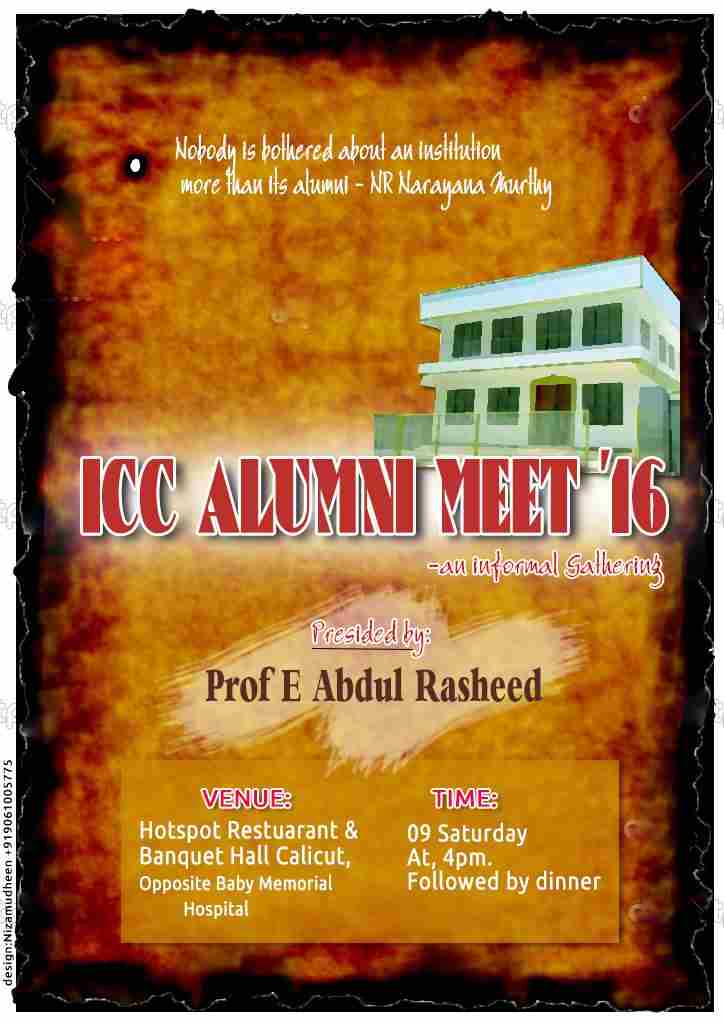 Nobody is bothered about an institution
more than its alumni - NR Narayana Murthy
ICC ALUMNI MEET '16
-an informal Gathering
Presided by:
Prof E Abdul Rasheed
VENUE:
Hotspot Restuarant &
Banquet Hall Calicut,
Opposite Baby Memorial
Hospital
TIME:
09 Saturday
At, 4pm.
Followed by dinner
design:Nizamudheen +919061005775